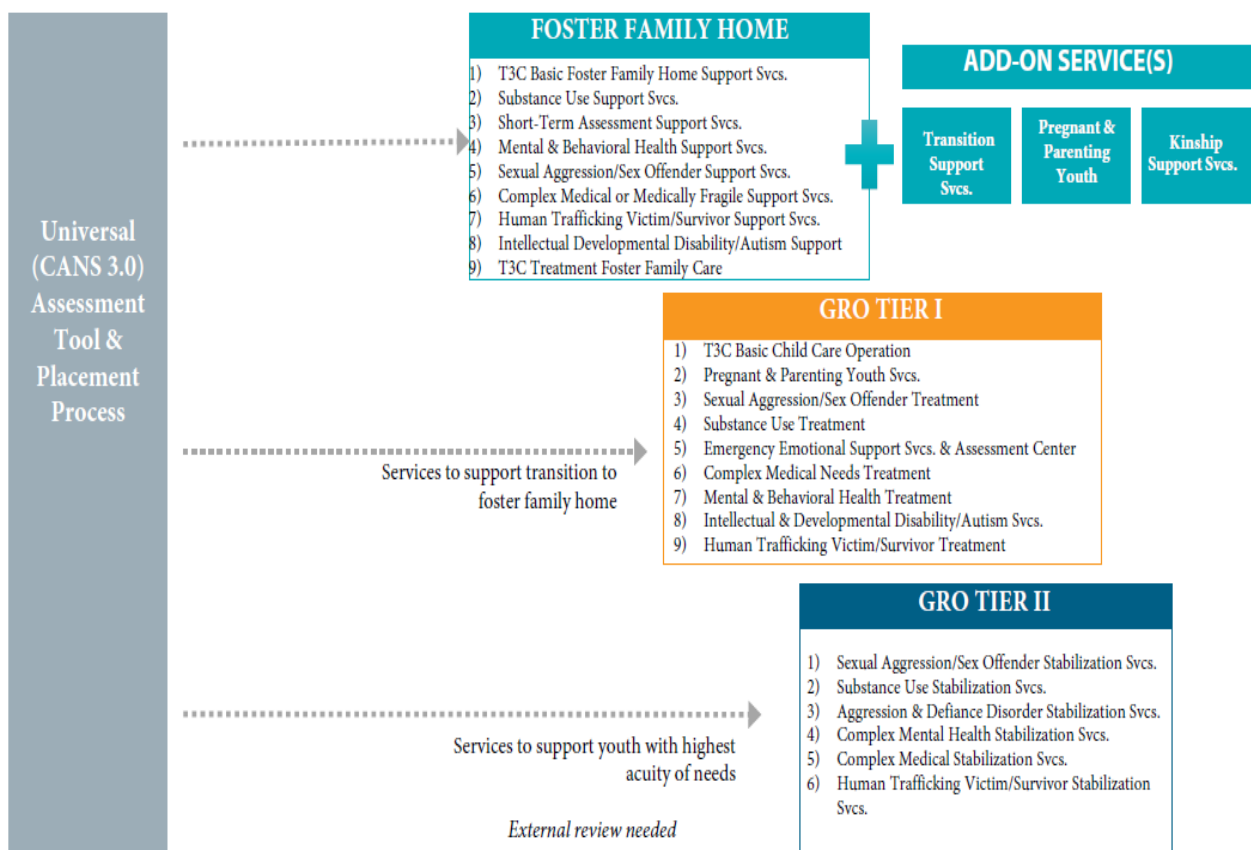 Universal
(CANS 3.0)
Assessment
Tool &
Placement
Process
FOSTER FAMILY HOME
1) T3C Basic Foster Family Home Support Svcs.
2) Substance Use Support Svcs.
3) Short-Term Assessment Support Svcs.
4) Mental & Behavioral Health Support Svcs.
5) Sexual Aggression/Sex Offender Support Svcs.
6) Complex Medical or Medically Fragile Support Svcs.
7) Human Trafficking Victim/Survivor Support Svcs.
8) Intellectual Developmental Disability/Autism Support
9) T3C Treatment Foster Family Care
ADD-ON SERVICE(S)
Transition
Support
Svcs.
Pregnant &
Parenting
Youth
Kinship
Support Svcs.
Services to support transition to
foster family home
GRO TIER I
1) T3C Basic Child Care Operation
2) Pregnant & Parenting Youth Svcs.
3) Sexual Aggression/Sex Offender Treatment
4) Substance Use Treatment
5) Emergency Emotional Support Svcs. & Assessment Center
6) Complex Medical Needs Treatment
7) Mental & Behavioral Health Treatment
8) Intellectual & Developmental Disability/Autism Svcs.
9) Human Trafficking Victim/Survivor Treatment
Services to support youth with highest
acuity of needs
External review needed
GRO TIER II
1) Sexual Aggression/Sex Offender Stabilization Svcs.
2) Substance Use Stabilization Svcs.
3) Aggression & Defiance Disorder Stabilization Svcs.
4) Complex Mental Health Stabilization Svcs.
5) Complex Medical Stabilization Svcs.
6) Human Trafficking Victim/Survivor Stabilization
Svcs.